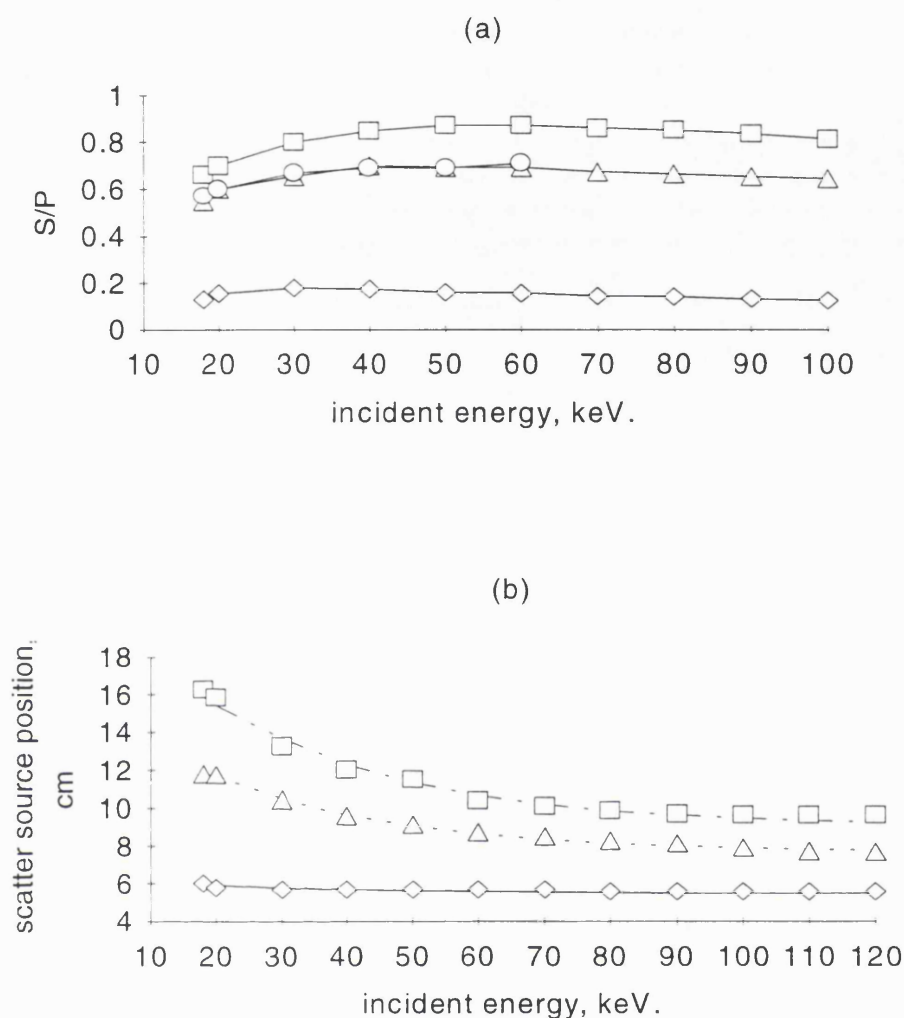 (a)
S/P
1
0.8
0.6
0.4
0.2
0
10 20 30 40 50 60 70 80 90 100
incident energy, keV.
(b)
scatter source position,
cm
18
16
14
12
10
8
6
4
10 20 30 40 50 60 70 80 90 100 110 120
incident energy, keV.